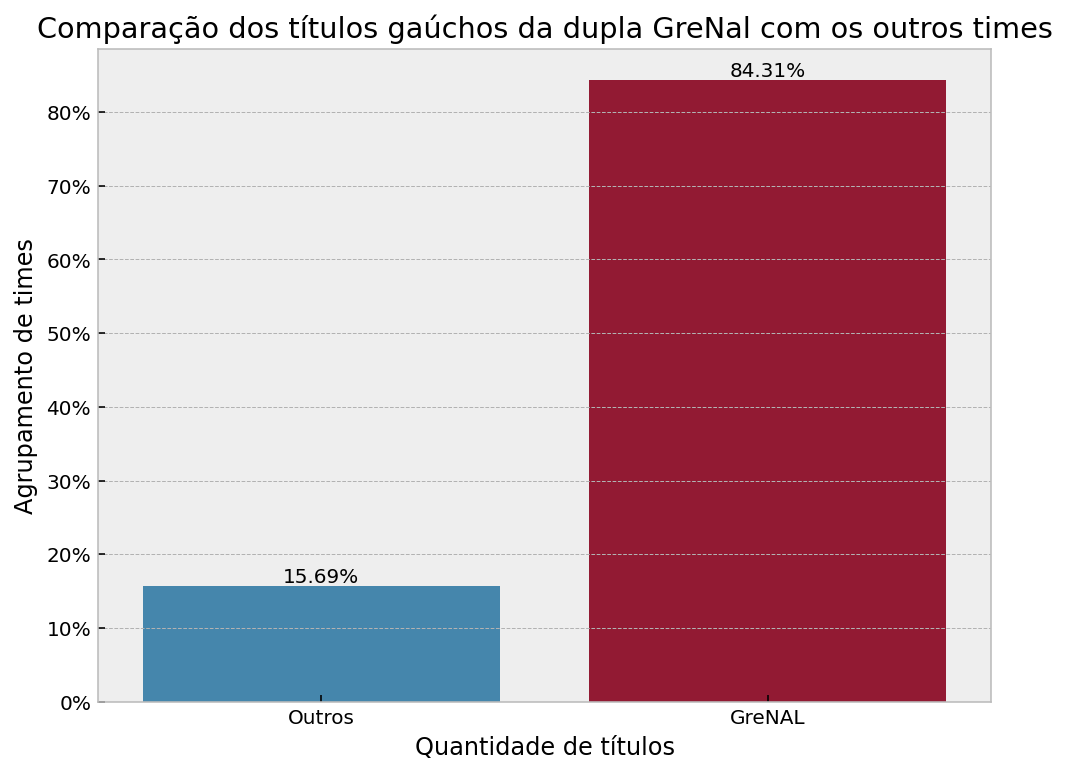 Comparação dos títulos gaúchos da dupla GreNal com os outros times
84.31%
80%
70%
60%
50%
40%
30%
20%
15.69%
10%
0%
Agrupamento de times
Outros
GreNAL
Quantidade de títulos